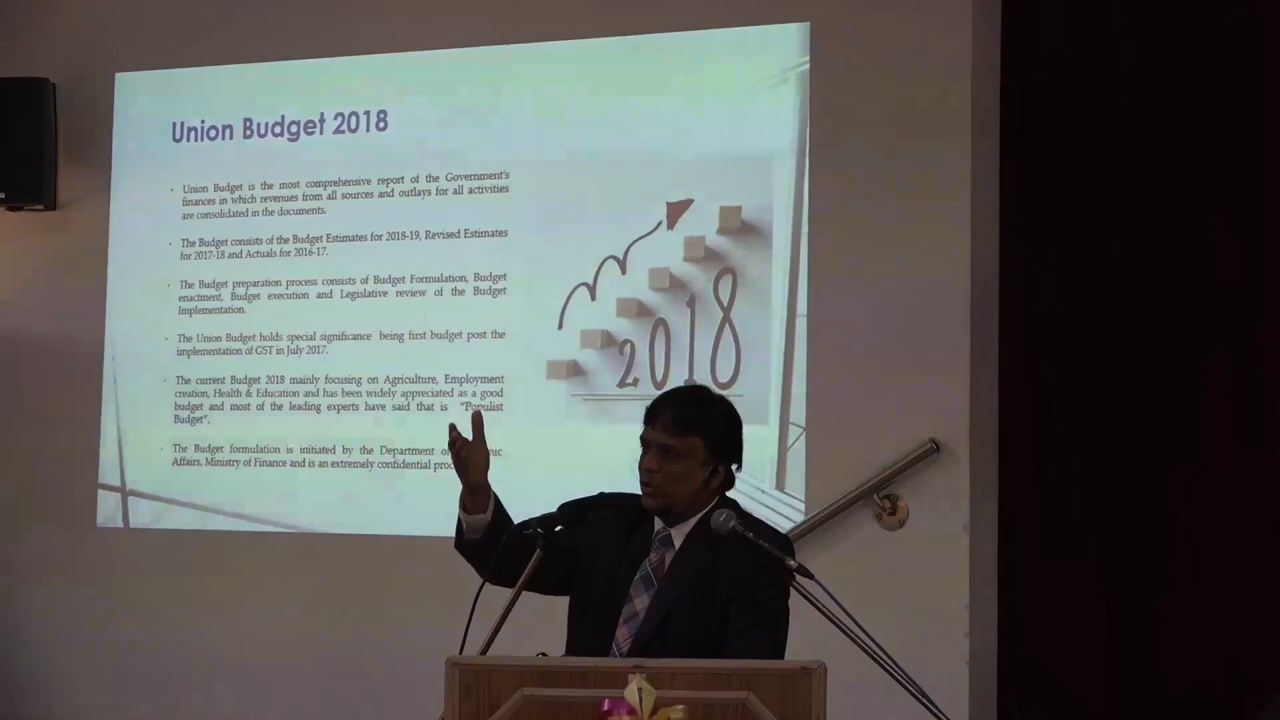 Union Budget 2018
· Union Budget is the most comprehensive report of the Government's
finances in which revenues from all sources and outlays for all activities
are consolidated in the documents.
· The Budget consists of the Budget Estimates for 2018-19, Revised Estimates
for 2017-18 and Actuals for 2016-17.
· The Budget preparation process consists of Budget Formulation, Budget
enactment, Budget execution and Legislative review of the Budget
Implementation.
· The Union Budget holds special significance being first budget post the
implementation of GST in July 2017.
· The current Budget 2018 mainly focusing on Agriculture, Employment
creation, Health & Education and has been widely appreciated as a good
budget and most of the leading experts have said that is "Populist
Budget".
· The Budget formulation is initiated by the Department
Affairs, Ministry of Finance and is an extremely confidential
2018